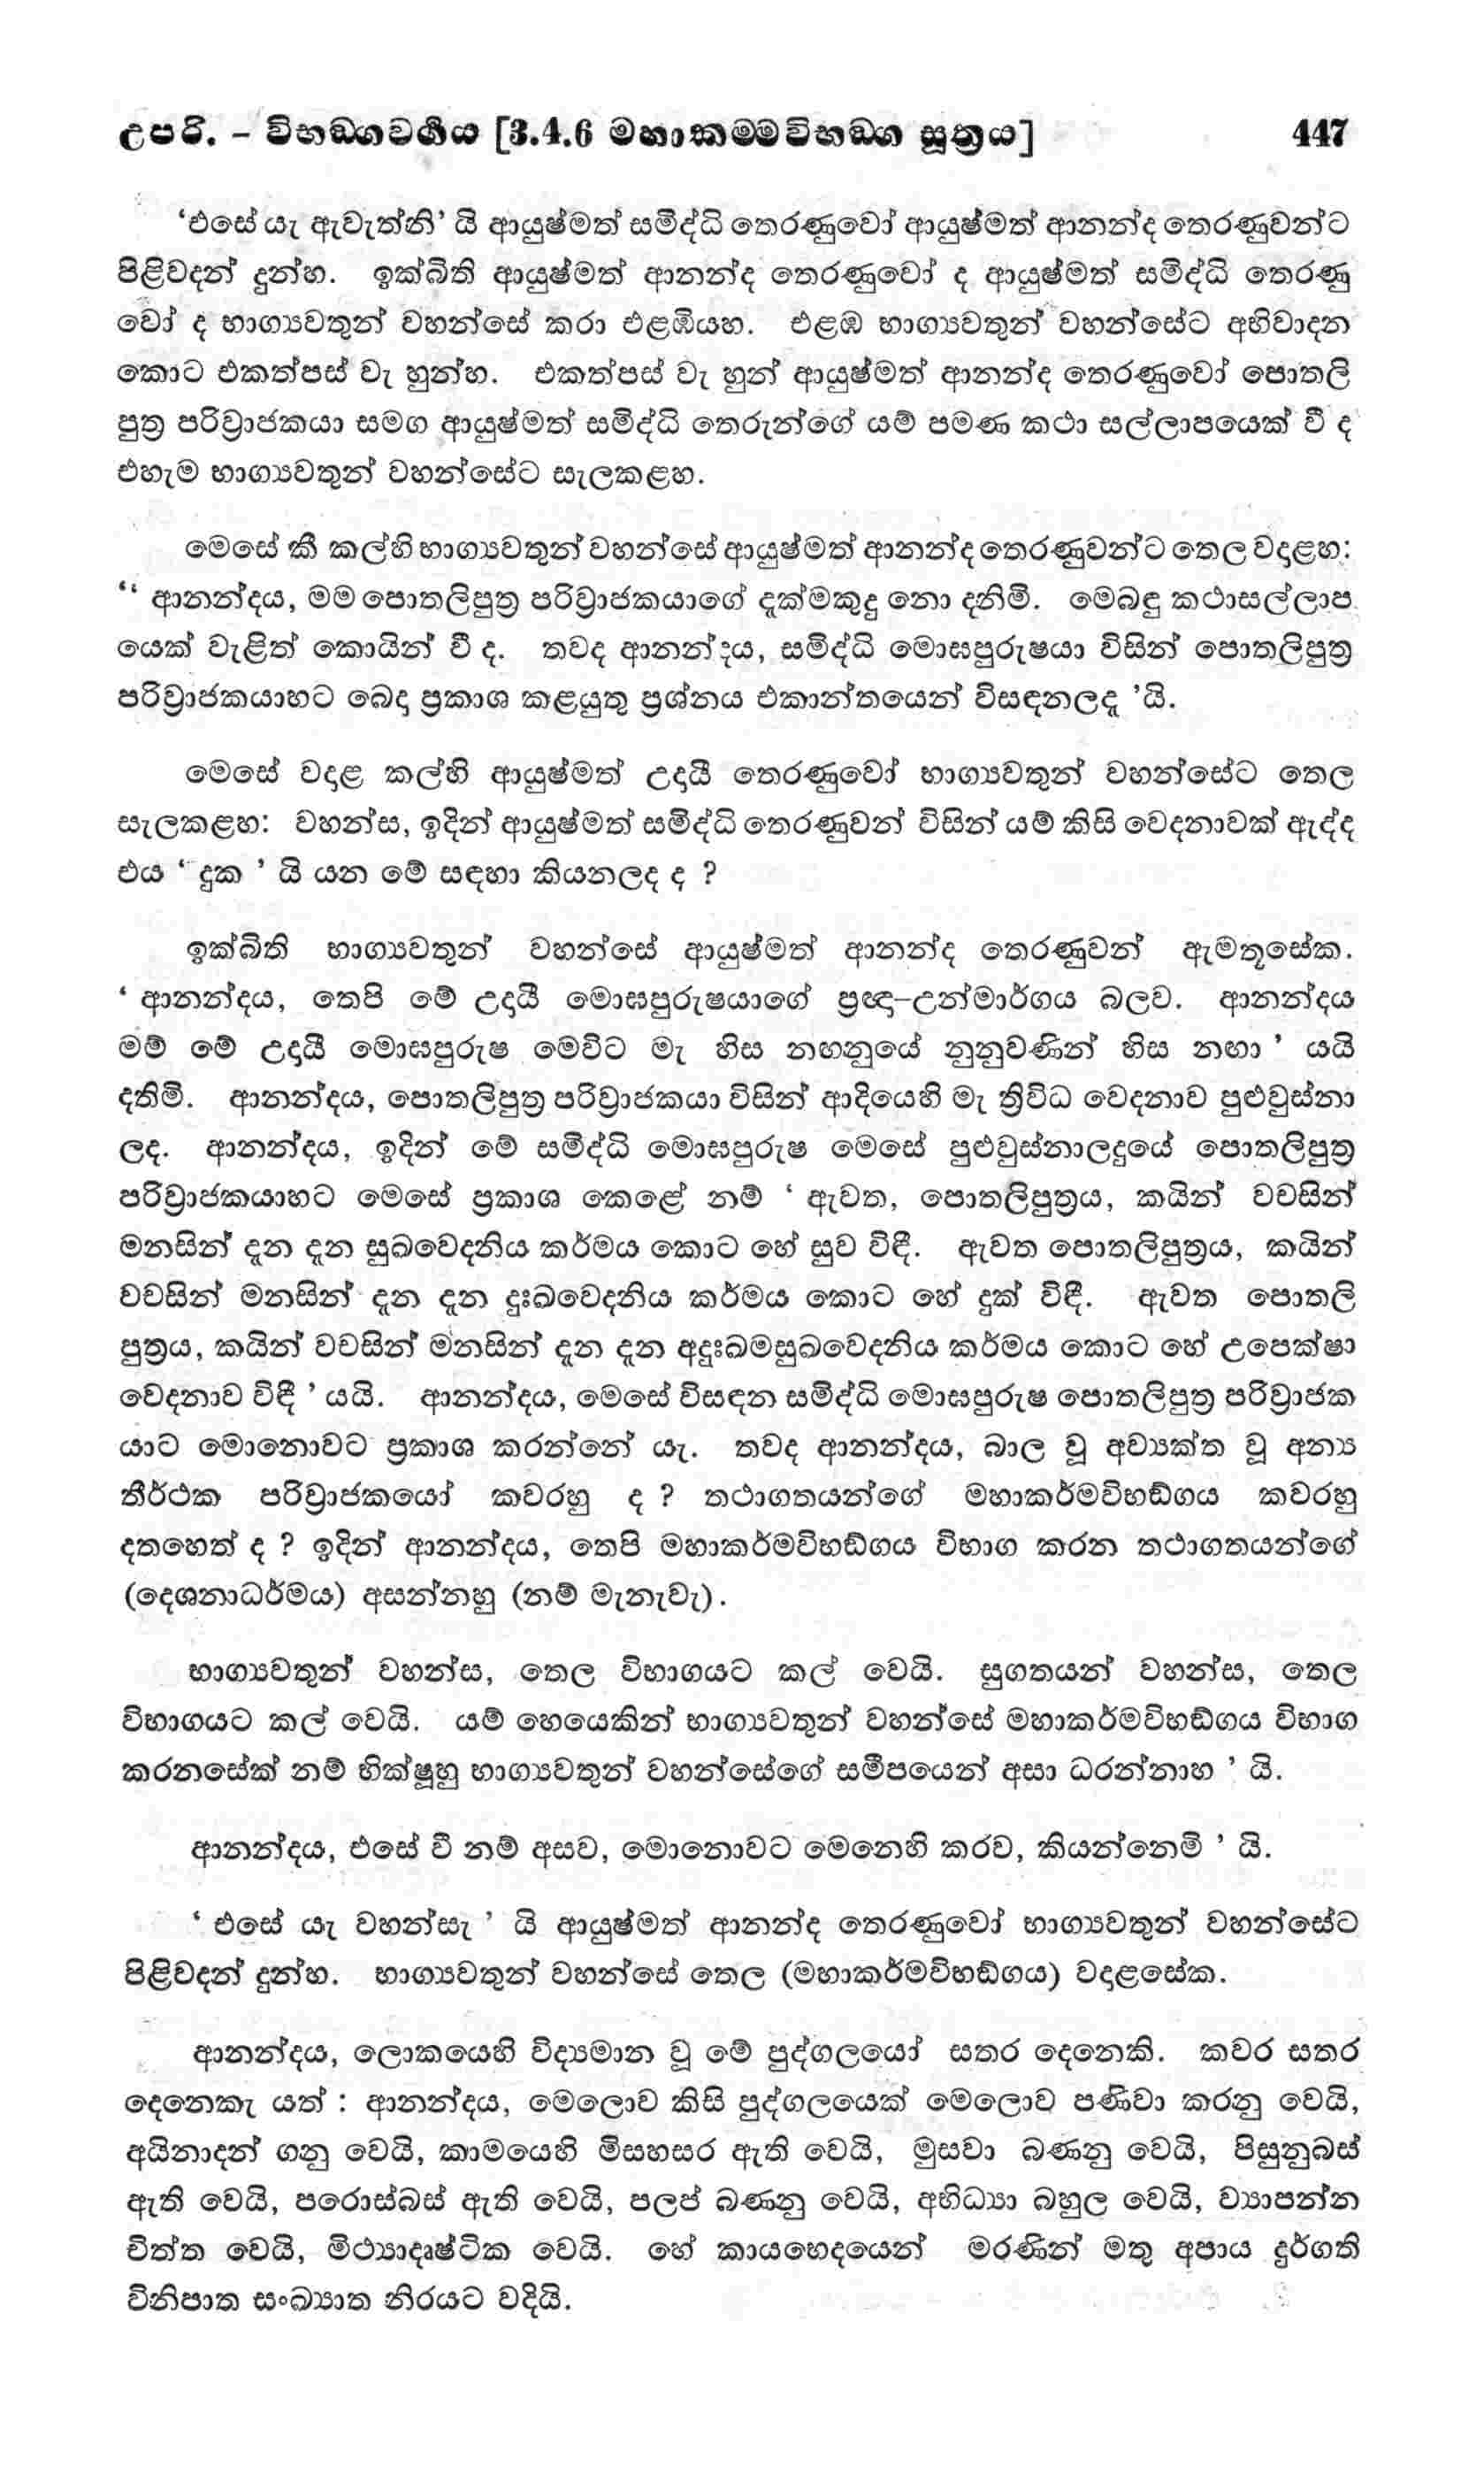 උපරි. – විභඞ්ගවර්‍ගය [3.4.6 මහාකම්මවිභඞ්ග සූත්‍රය] 447
‘එසේ යැ ඇවැත්නි’ යි ආයුෂ්මත් සමිද්ධි තෙරණුවෝ ආයුෂ්මත් ආනන්ද තෙරණුවන්ට
පිළිවදන් දුන්හ. ඉක්බිති ආයුෂ්මත් ආනන්ද තෙරණුවෝ ද ආයුෂ්මත් සමිද්ධි තෙරණු
වෝ ද භාග්‍යවතුන් වහන්සේ කරා එළඹියහ. එළඹ භාග්‍යවතුන් වහන්සේට අභිවාදන
කොට එකත්පස් වැ හුන්හ. එකත්පස් වැ හුන් ආයුෂ්මත් ආනන්ද තෙරණුවෝ පොතලි
පුත්‍ර පරිව්‍රාජකයා සමග ආයුෂ්මත් සමිද්ධි තෙරුන්ගේ යම් පමණ කථා සල්ලාපයෙක් වී ද
එහැම භාග්‍යවතුන් වහන්සේට සැලකළහ.
මෙසේ කී කල්හි භාග්‍යවතුන් වහන්සේ ආයුෂ්මත් ආනන්ද තෙරණුවන්ට තෙල වදාළහ:
“ ආනන්දය, මම පොතලිපුත්‍ර පරිව්‍රාජකයාගේ දැක්මකුදු නො දනිමි. මෙබඳු කථාසල්ලාප
යෙක් වැළිත් කොයින් වී ද. තවද ආනන්දය, සමිද්ධි මොඝපුරුෂයා විසින් පොතලිපුත්‍ර
පරිව්‍රාජකයාහට බෙදා ප්‍රකාශ කළයුතු ප්‍රශ්නය එකාන්තයෙන් විසඳනලදැ ’යි.
මෙසේ වදාළ කල්හි ආයුෂ්මත් උදායී තෙරණුවෝ භාග්‍යවතුන් වහන්සේට තෙල
සැලකළහ: වහන්ස, ඉදින් ආයුෂ්මත් සමිද්ධි තෙරණුවන් විසින් යම් කිසි වෙදනාවක් ඇද්ද
එය ‘ දුක ’ යි යන මේ සඳහා කියනලද ද ?
ඉක්බිති භාග්‍යවතුන් වහන්සේ ආයුෂ්මත් ආනන්ද තෙරණුවන් ඇමතූසේක.
‘ ආනන්දය, තෙපි මේ උදායී මොඝපුරුෂයාගේ ප්‍රඥා–උන්මාර්ගය බලව. ආනන්දය
මම් මේ උදායී මොඝපුරුෂ මෙවිට මැ හිස නඟනුයේ නුනුවණින් හිස නඟා ’ යයි
දතිමි. ආනන්දය, පොතලිපුත්‍ර පරිව්‍රාජකයා විසින් ආදියෙහි මැ ත්‍රිවිධ වෙදනාව පුළුවුස්නා
ලද. ආනන්දය, ඉදින් මේ සමිද්ධි මොඝපුරුෂ මෙසේ පුළුවුස්නාලදුයේ පොතලිපුත්‍ර
පරිව්‍රාජකයාහට මෙසේ ප්‍රකාශ කෙළේ නම් ‘ ඇවත, පොතලිපුත්‍රය, කයින් වචසින්
මනසින් දැන දැන සුඛවෙදනිය කර්මය කොට හේ සුව විඳී. ඇවත පොතලිපුත්‍රය, කයින්
වචසින් මනසින් දැන දැන දුඃඛවෙදනිය කර්මය කොට හේ දුක් විඳී. ඇවත පොතලි
පුත්‍රය, කයින් වචසින් මනසින් දැන දැන අදුඃඛමසුඛවෙදනිය කර්මය කොට හේ උපෙක්ෂා
වෙදනාව විඳී ’ යයි. ආනන්දය, මෙසේ විසඳන සමිද්ධි මොඝපුරුෂ පොතලිපුත්‍ර පරිව්‍රාජක
යාට මොනොවට ප්‍රකාශ කරන්නේ යැ. තවද ආනන්දය, බාල වූ අව්‍යක්ත වූ අන්‍ය
තීර්ථක පරිව්‍රාජකයෝ කවරහු ද ? තථාගතයන්ගේ මහාකර්මවිභඞ්ගය කවරහු
දතහෙත් ද ? ඉදින් ආනන්දය, තෙපි මහාකර්මවිභඞ්ගය විභාග කරන තථාගතයන්ගේ
(දෙශනාධර්මය) අසන්නහු (නම් මැනැවැ).
භාග්‍යවතුන් වහන්ස, තෙල විභාගයට කල් වෙයි. සුගතයන් වහන්ස, තෙල
විභාගයට කල් වෙයි. යම් හෙයෙකින් භාග්‍යවතුන් වහන්සේ මහාකර්මවිභඞ්ගය විභාග
කරනසේක් නම් භික්ෂූහු භාග්‍යවතුන් වහන්සේගේ සමීපයෙන් අසා ධරන්නාහ ’ යි.
ආනන්දය, එසේ වී නම් අසව, මොනොවට මෙනෙහි කරව, කියන්නෙමි ’ යි.
‘ එසේ යැ වහන්සැ ’ යි ආයුෂ්මත් ආනන්ද තෙරණුවෝ භාග්‍යවතුන් වහන්සේට
පිළිවදන් දුන්හ. භාග්‍යවතුන් වහන්සේ තෙල (මහාකර්මවිභඞ්ගය) වදාළසේක.
ආනන්දය, ලොකයෙහි විද්‍යමාන වූ මේ පුද්ගලයෝ සතර දෙනෙකි. කවර සතර
දෙනෙකැ යත් : ආනන්දය, මෙලොව කිසි පුද්ගලයෙක් මෙලොව පණිවා කරනු වෙයි,
අයිනාදන් ගනු වෙයි, කාමයෙහි මිසහසර ඇති වෙයි, මුසවා බණනු වෙයි, පිසුනුබස්
ඇති වෙයි, පරොස්බස් ඇති වෙයි, පලප් බණනු වෙයි, අභිධ්‍යා බහුල වෙයි, ව්‍යාපන්න
චිත්ත වෙයි, මිථ්‍යාදෘෂ්ටික වෙයි. හේ කායභෙදයෙන් මරණින් මතු අපාය දුර්ගති
විනිපාත සංඛ්‍යාත නිරයට වදියි.